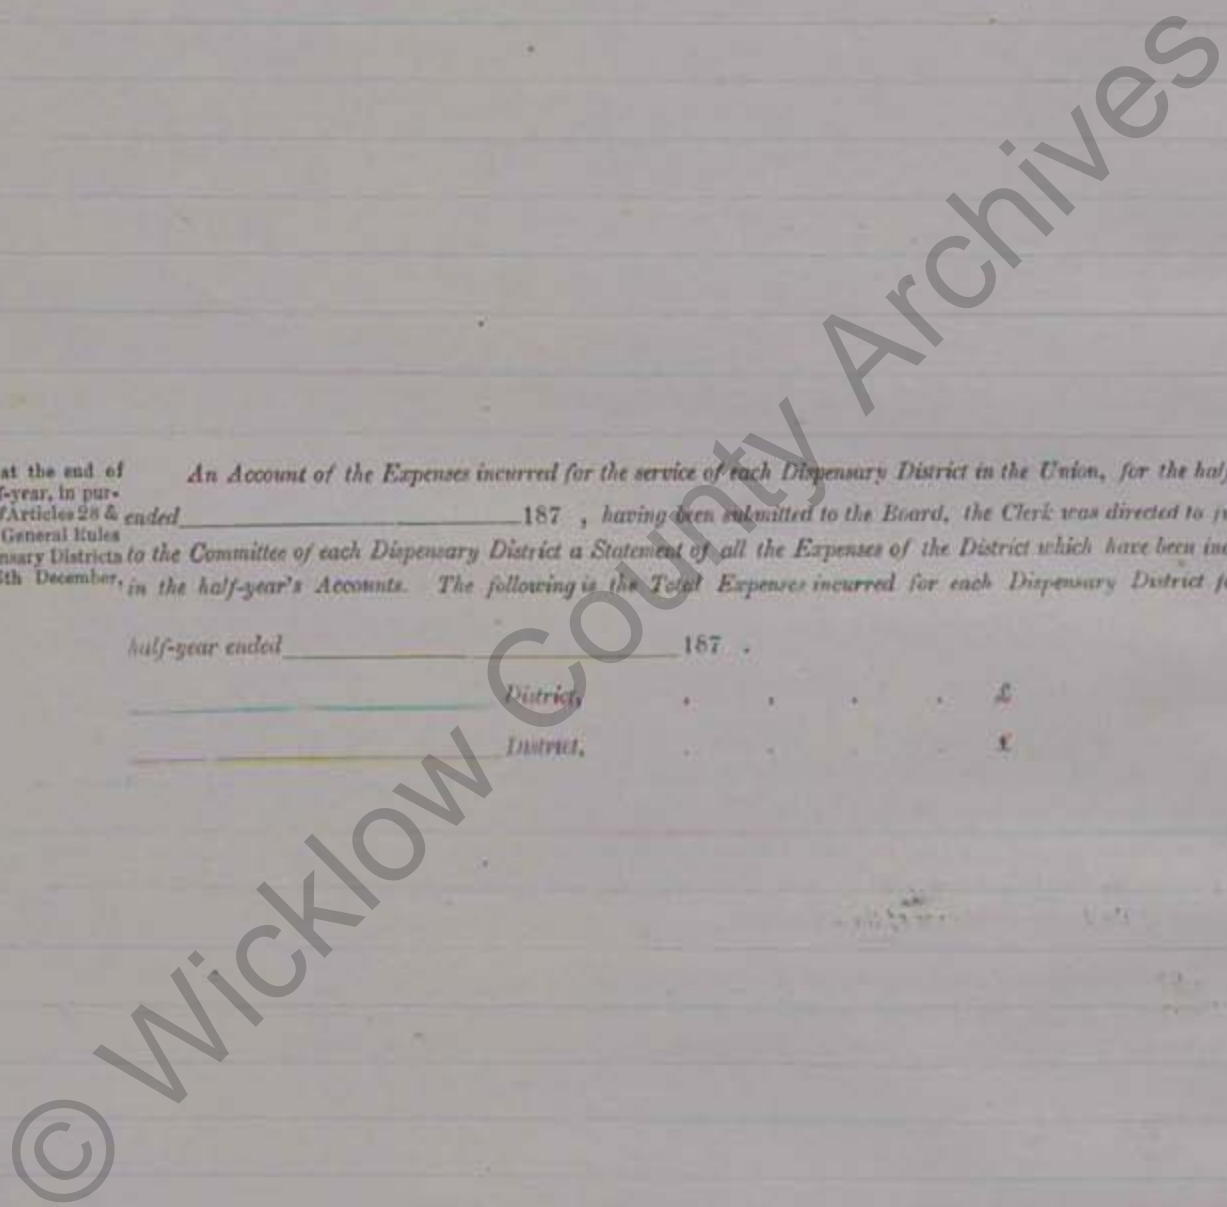 at the end of
f-year, in pur-
Articles 28 &
General Rules
nsary Districts
th December,
An Account of the Expenses incurred for the service of each Dispensary District in the Union, for the half
ended 187 , having been submitted to the Board, the Clerk was directed to
to the Committee of each Dispensary District a Statement of all the Expenses of the District which have been
in the half-year's Accounts. The following is the Total Expenses incurred for each Dispensary District
half-year ended 187 .
District, . . . . £
District, . . . . £
© Wicklow County Archives